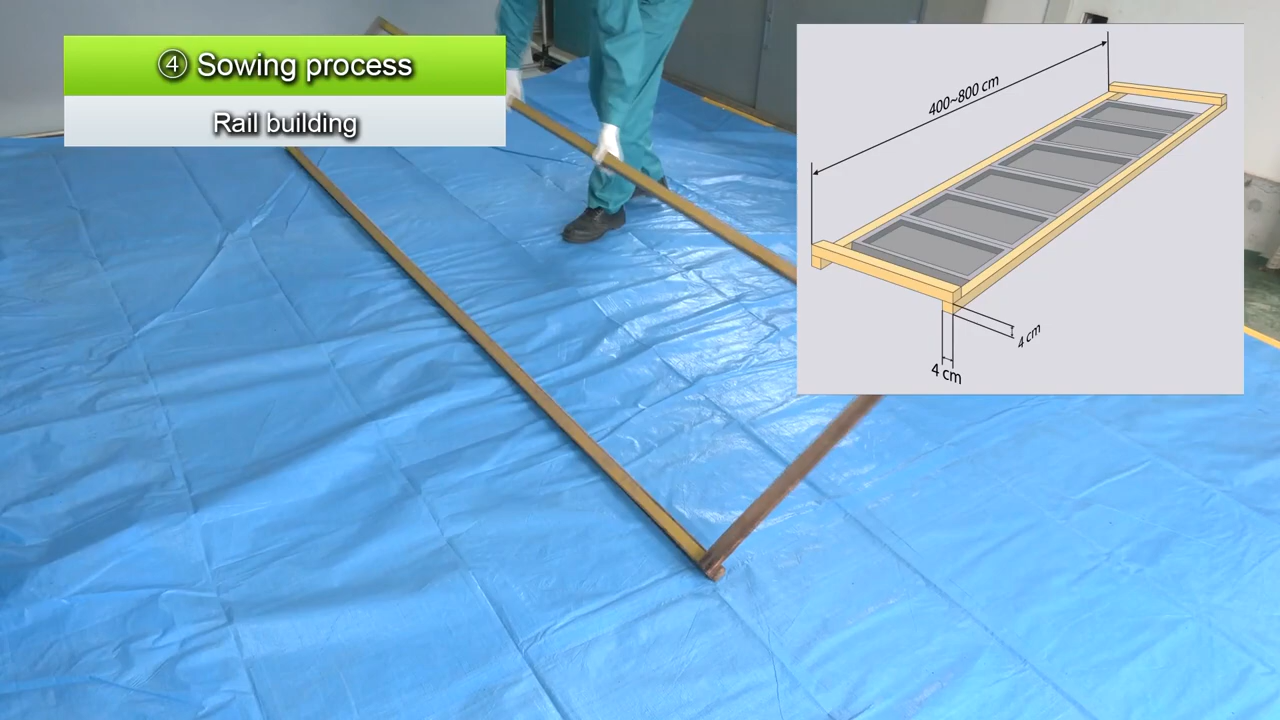 ④ Sowing process
Rail building
400~800 cm
4 cm
4 cm